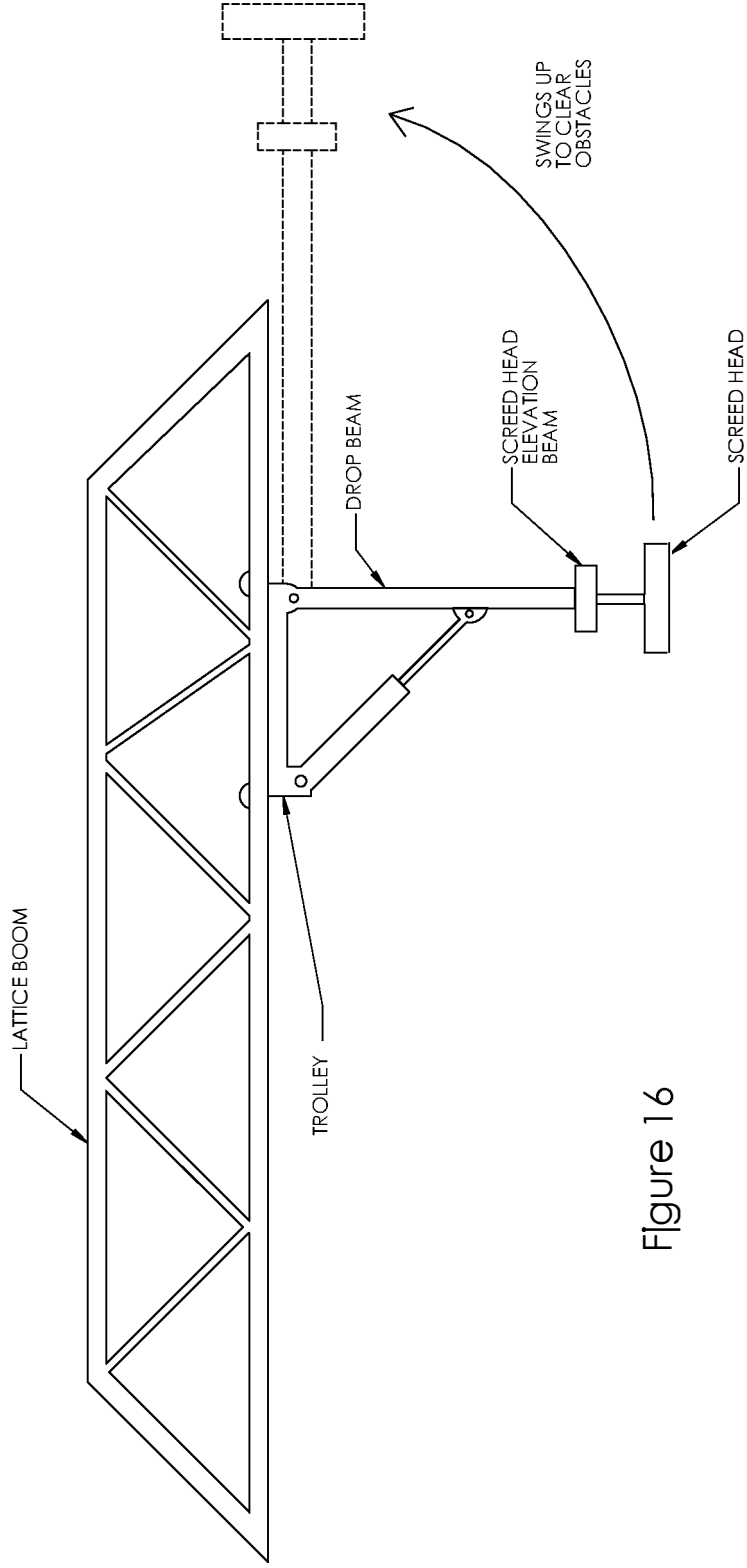 LATTICE BOOM
TROLLEY
DROP BEAM
SCREED HEAD
ELEVATION
BEAM
SCREED HEAD
SWINGS UP
TO CLEAR
OBSTACLES
Figure 16